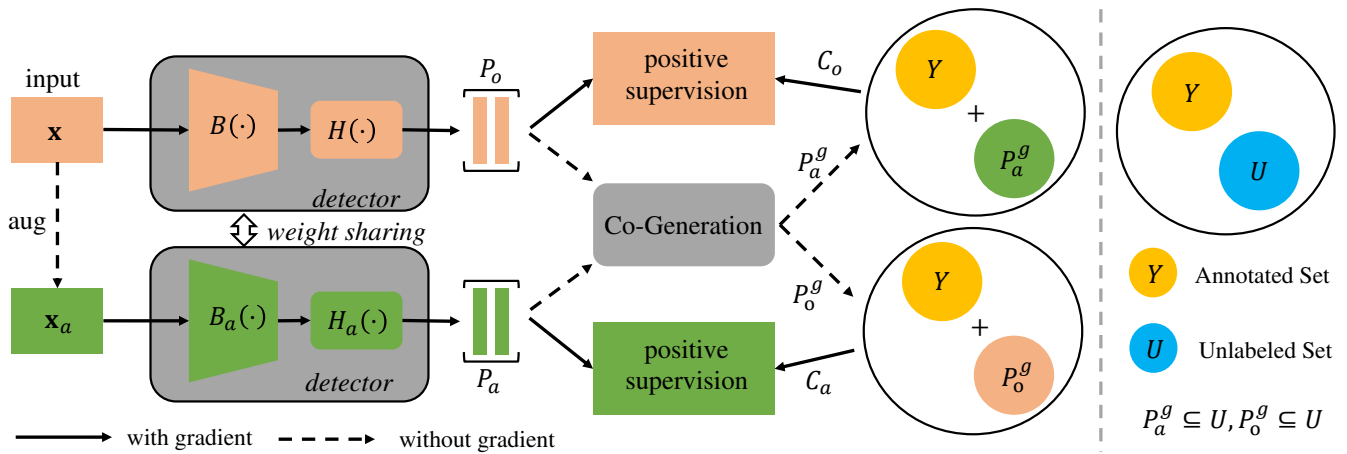 input
x
aug
x_a
B(·)
H(·)
detector
weight sharing
B_a(·)
H_a(·)
detector
P_o
P_a
positive
supervision
Co-Generation
positive
supervision
C_o
P_a^g
P_o^g
C_a
Y
+
P_a^g
Y
+
P_o^g
Y
U
Y Annotated Set
U Unlabeled Set
P_a^g ⊆ U, P_o^g ⊆ U
with gradient
without gradient